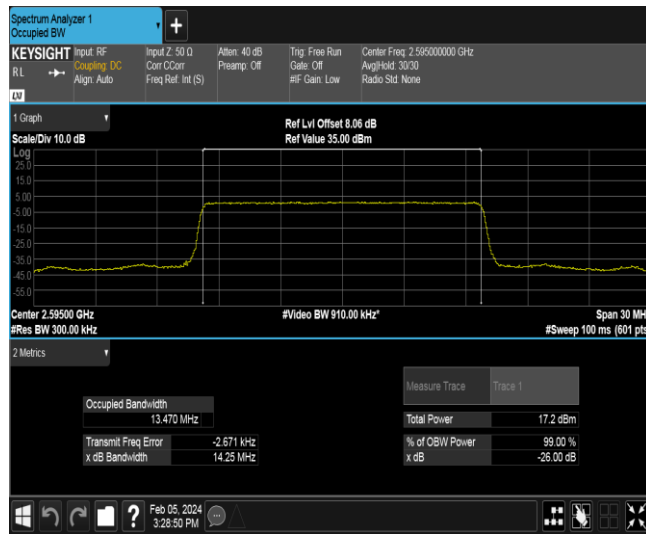 Spectrum Analyzer 1
Occupied BW
+
KEYSIGHT Input: RF Input Z: 50 Ω Atten: 40 dB Trig: Free Run Center Freq: 2.595000000 GHz
RL Coupling: DC Corr CCorr Preamp: Off Gate: Off Avg|Hold: 30/30
Align: Auto Freq Ref: Int (S) #IF Gain: Low Radio Std: None
LXI
1 Graph Ref Lvl Offset 8.06 dB
Scale/Div 10.0 dB Ref Value 35.00 dBm
Log
25.0
15.0
5.00
-5.00
-15.0
-25.0
-35.0
-45.0
-55.0
Center 2.59500 GHz #Video BW 910.00 kHz* Span 30 MH
#Res BW 300.00 kHz #Sweep 100 ms (601 pts
2 Metrics
Measure Trace Trace 1
Occupied Bandwidth
13.470 MHz Total Power 17.2 dBm
Transmit Freq Error -2.671 kHz % of OBW Power 99.00 %
x dB Bandwidth 14.25 MHz x dB -26.00 dB
? Feb 05, 2024
3:28:50 PM